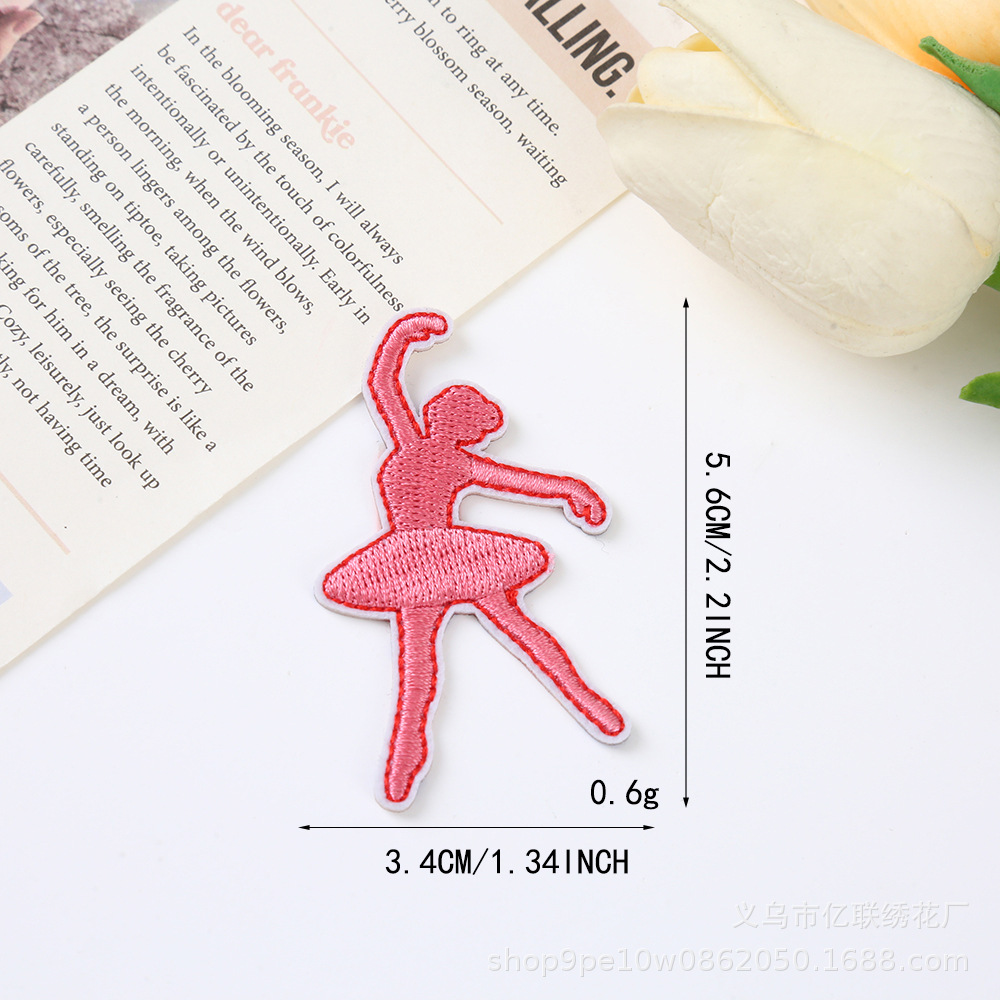 dear frankie
In the blooming season, I will always
be fascinated by the touch of colorfulness
intentionally or unintentionally. Early in
the morning, when the wind blows,
a person lingers among the flowers,
standing on tiptoe, taking pictures
carefully, smelling the fragrance of the
flowers, especially seeing the cherry
soms of the tree, the surprise is like a
king for him in a dream, with
Cozy, leisurely, just look up
tly, not having time
n to ring at any time.
ry blossom season, waiting
ALLING.
5.6CM/2.2INCH
0.6g
3.4CM/1.34INCH
义乌市亿联绣花厂
shop9pe10w0862050.1688.com